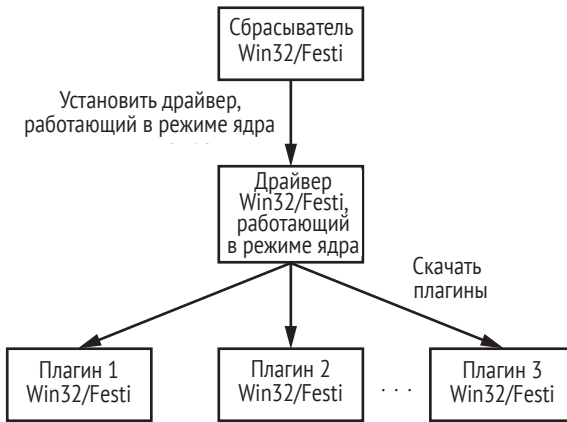 Сбрасыватель
Win32/Festi
Установить драйвер,
работающий в режиме ядра
Драйвер
Win32/Festi,
работающий
в режиме ядра
Скачать
плагины
Плагин 1
Win32/Festi
Плагин 2
Win32/Festi
. . .
Плагин 3
Win32/Festi